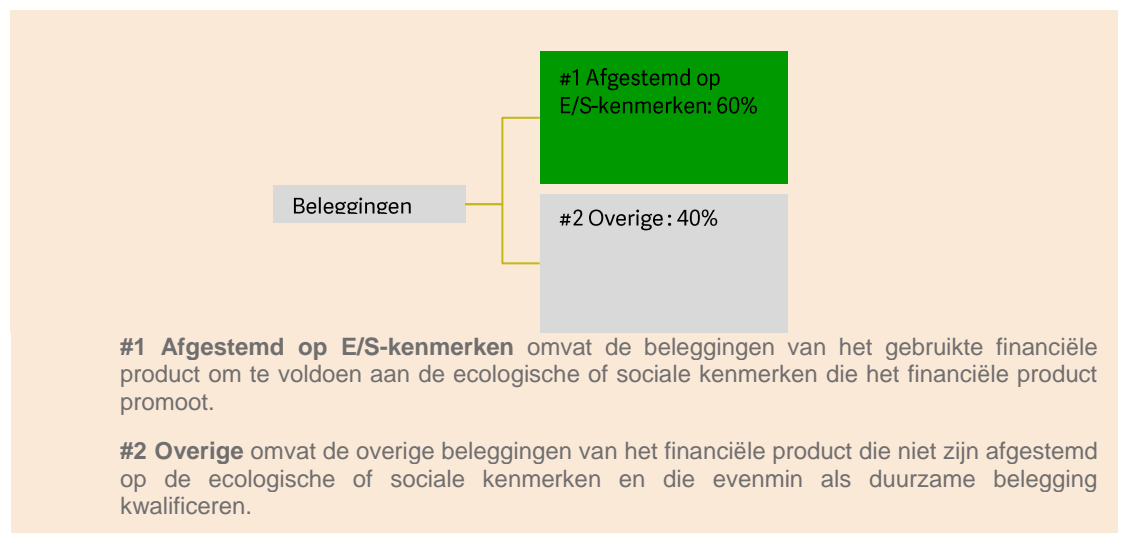 #1 Afgestemd op
E/S-kenmerken: 60%
Beleggingen
#2 Overige: 40%
#1 Afgestemd op E/S-kenmerken omvat de beleggingen van het gebruikte financiële
product om te voldoen aan de ecologische of sociale kenmerken die het financiële product
promoot.
#2 Overige omvat de overige beleggingen van het financiële product die niet zijn afgestemd
op de ecologische of sociale kenmerken en die evenmin als duurzame belegging
kwalificeren.